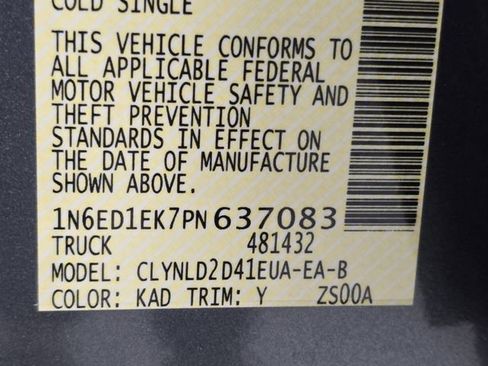 COLD SINGLE
THIS VEHICLE CONFORMS TO
ALL APPLICABLE FEDERAL
MOTOR VEHICLE SAFETY AND
THEFT PREVENTION
STANDARDS IN EFFECT ON
THE DATE OF MANUFACTURE
SHOWN ABOVE.
1N6ED1EK7PN637083
TRUCK 481432
MODEL: CLYNLD2D41EUA-EA-B
COLOR: KAD TRIM: Y ZS00A